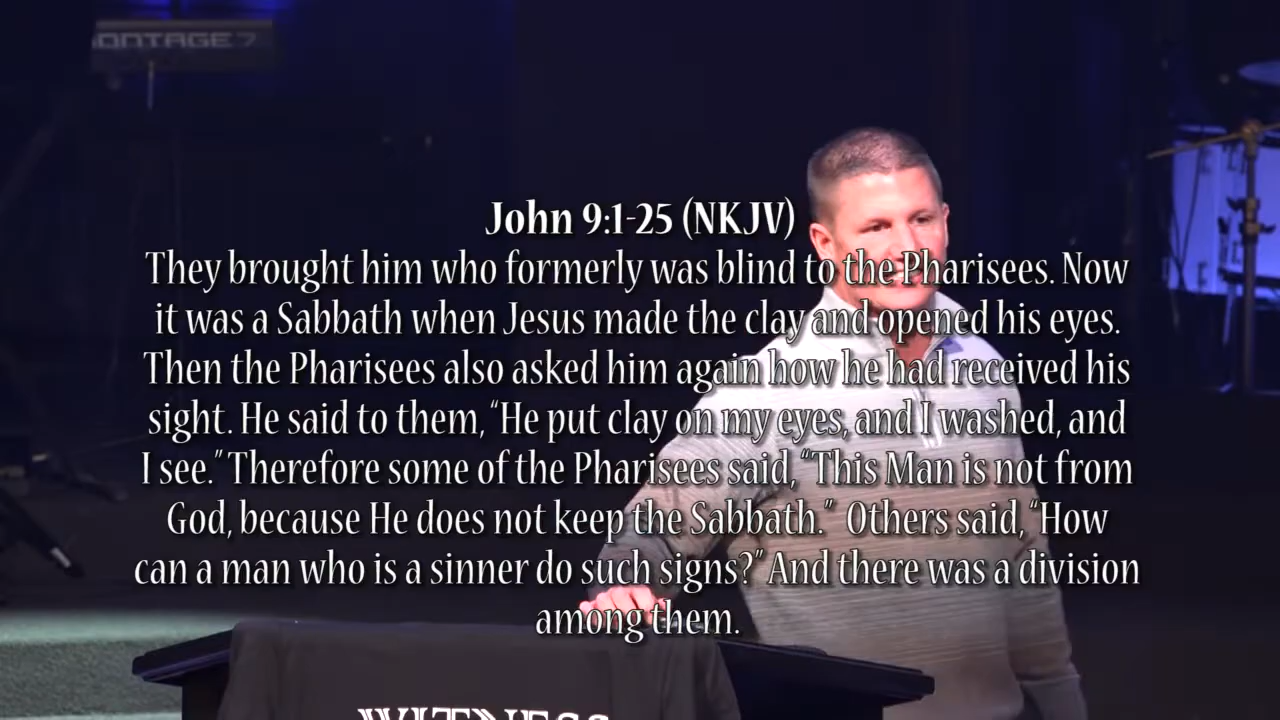 ONTAGE 7
John 9:1-25 (NKJV)
They brought him who formerly was blind to the Pharisees. Now
it was a Sabbath when Jesus made the clay and opened his eyes.
Then the Pharisees also asked him again how he had received his
sight. He said to them, “He put clay on my eyes, and I washed, and
I see.” Therefore some of the Pharisees said, “This Man is not from
God, because He does not keep the Sabbath.” Others said, “How
can a man who is a sinner do such signs?” And there was a division
among them.
WITNESS